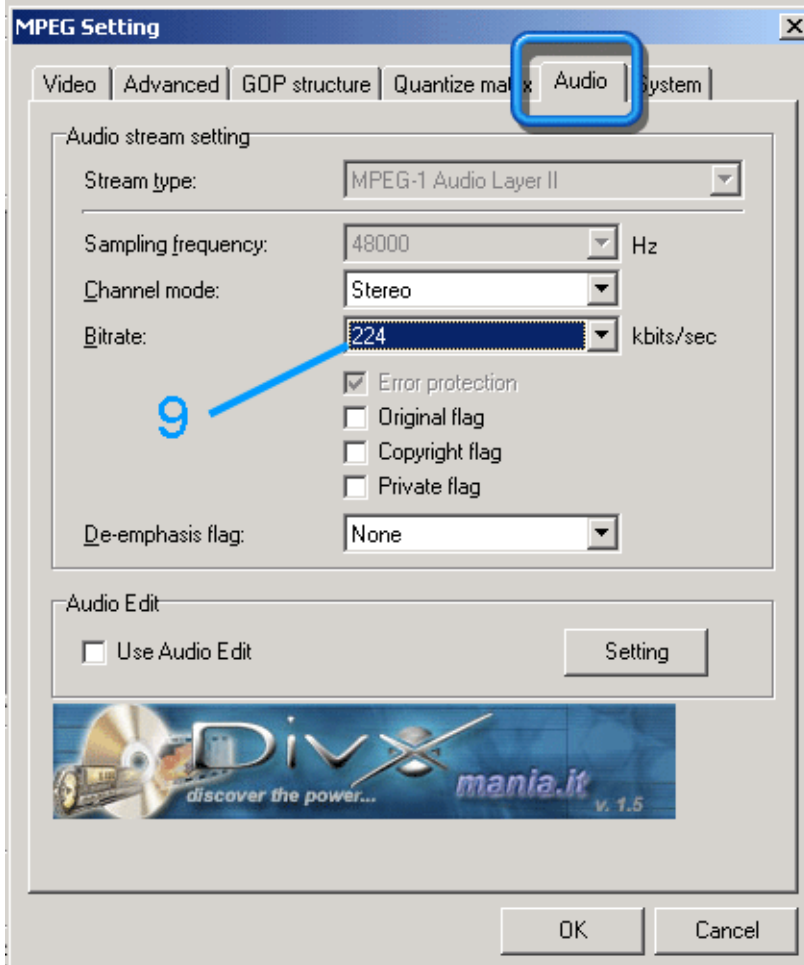 MPEG Setting
Video Advanced GOP structure Quantize matrix Audio System
Audio stream setting
Stream type: MPEG-1 Audio Layer II
Sampling frequency: 48000 Hz
Channel mode: Stereo
Bitrate: 224 kbits/sec
Error protection
9
Original flag
Copyright flag
Private flag
De-emphasis flag: None
Audio Edit
Use Audio Edit Setting
DivX
mania.it
discover the power...
v. 1.5
OK Cancel